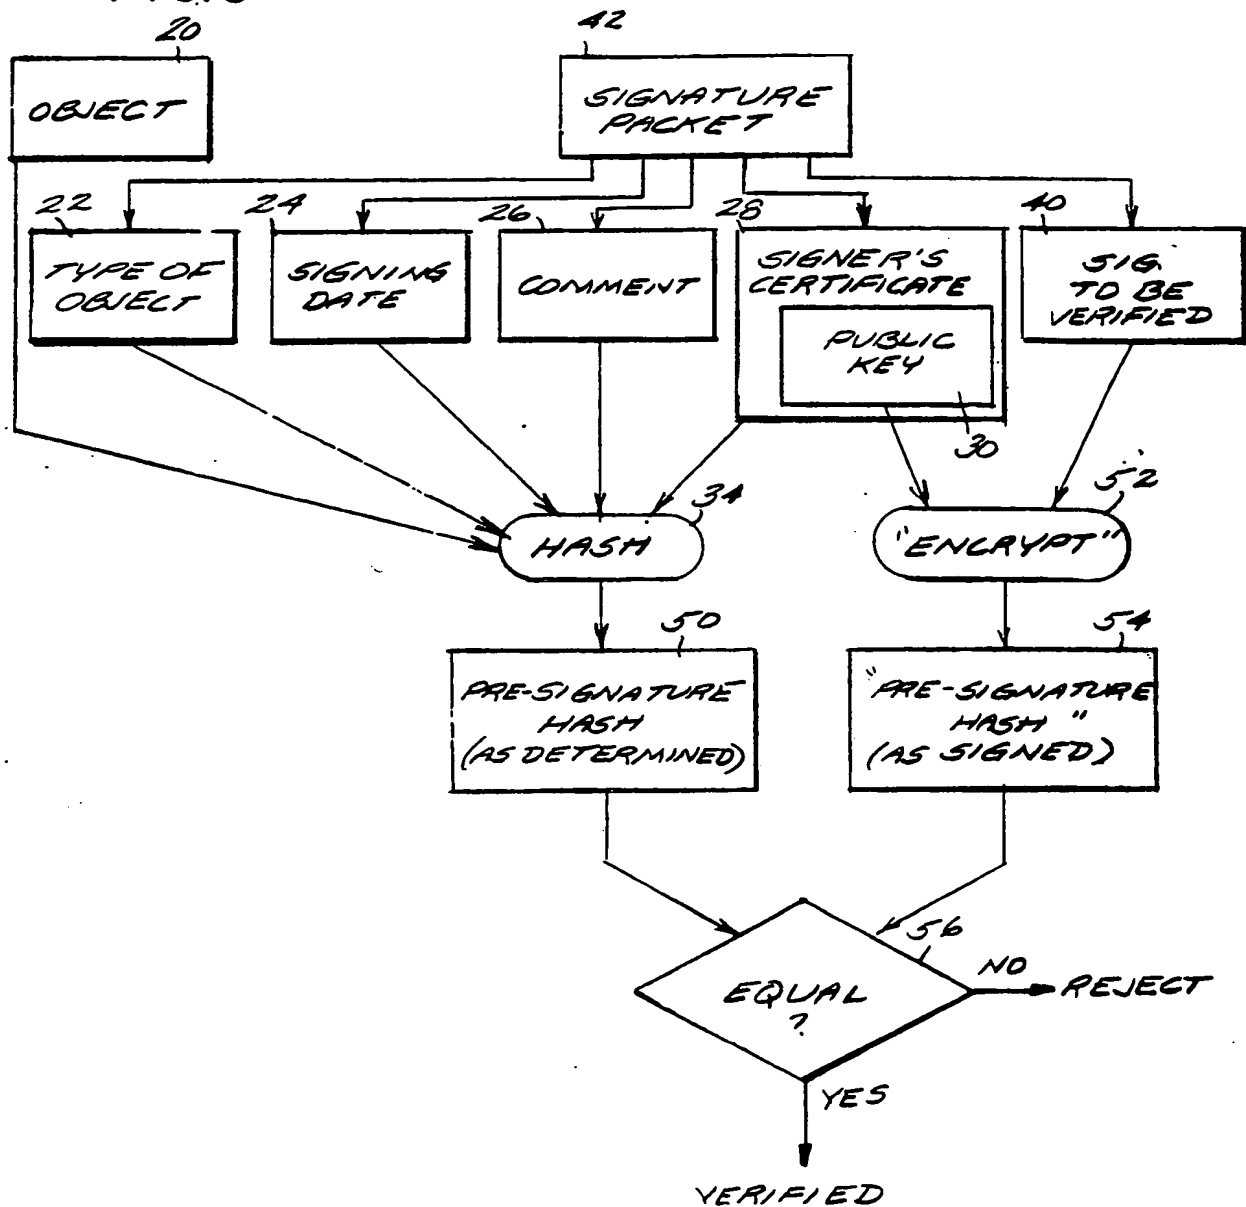 20
42
OBJECT
SIGNATURE
PACKET
22
24
26
28
40
TYPE OF
OBJECT
SIGNING
DATE
COMMENT
SIGNER'S
CERTIFICATE
PUBLIC
KEY
30
SIG.
TO BE
VERIFIED
34
HASH
52
"ENCRYPT"
50
PRE-SIGNATURE
HASH
(AS DETERMINED)
54
"PRE-SIGNATURE
HASH"
(AS SIGNED)
56
EQUAL
?
NO
REJECT
YES
VERIFIED